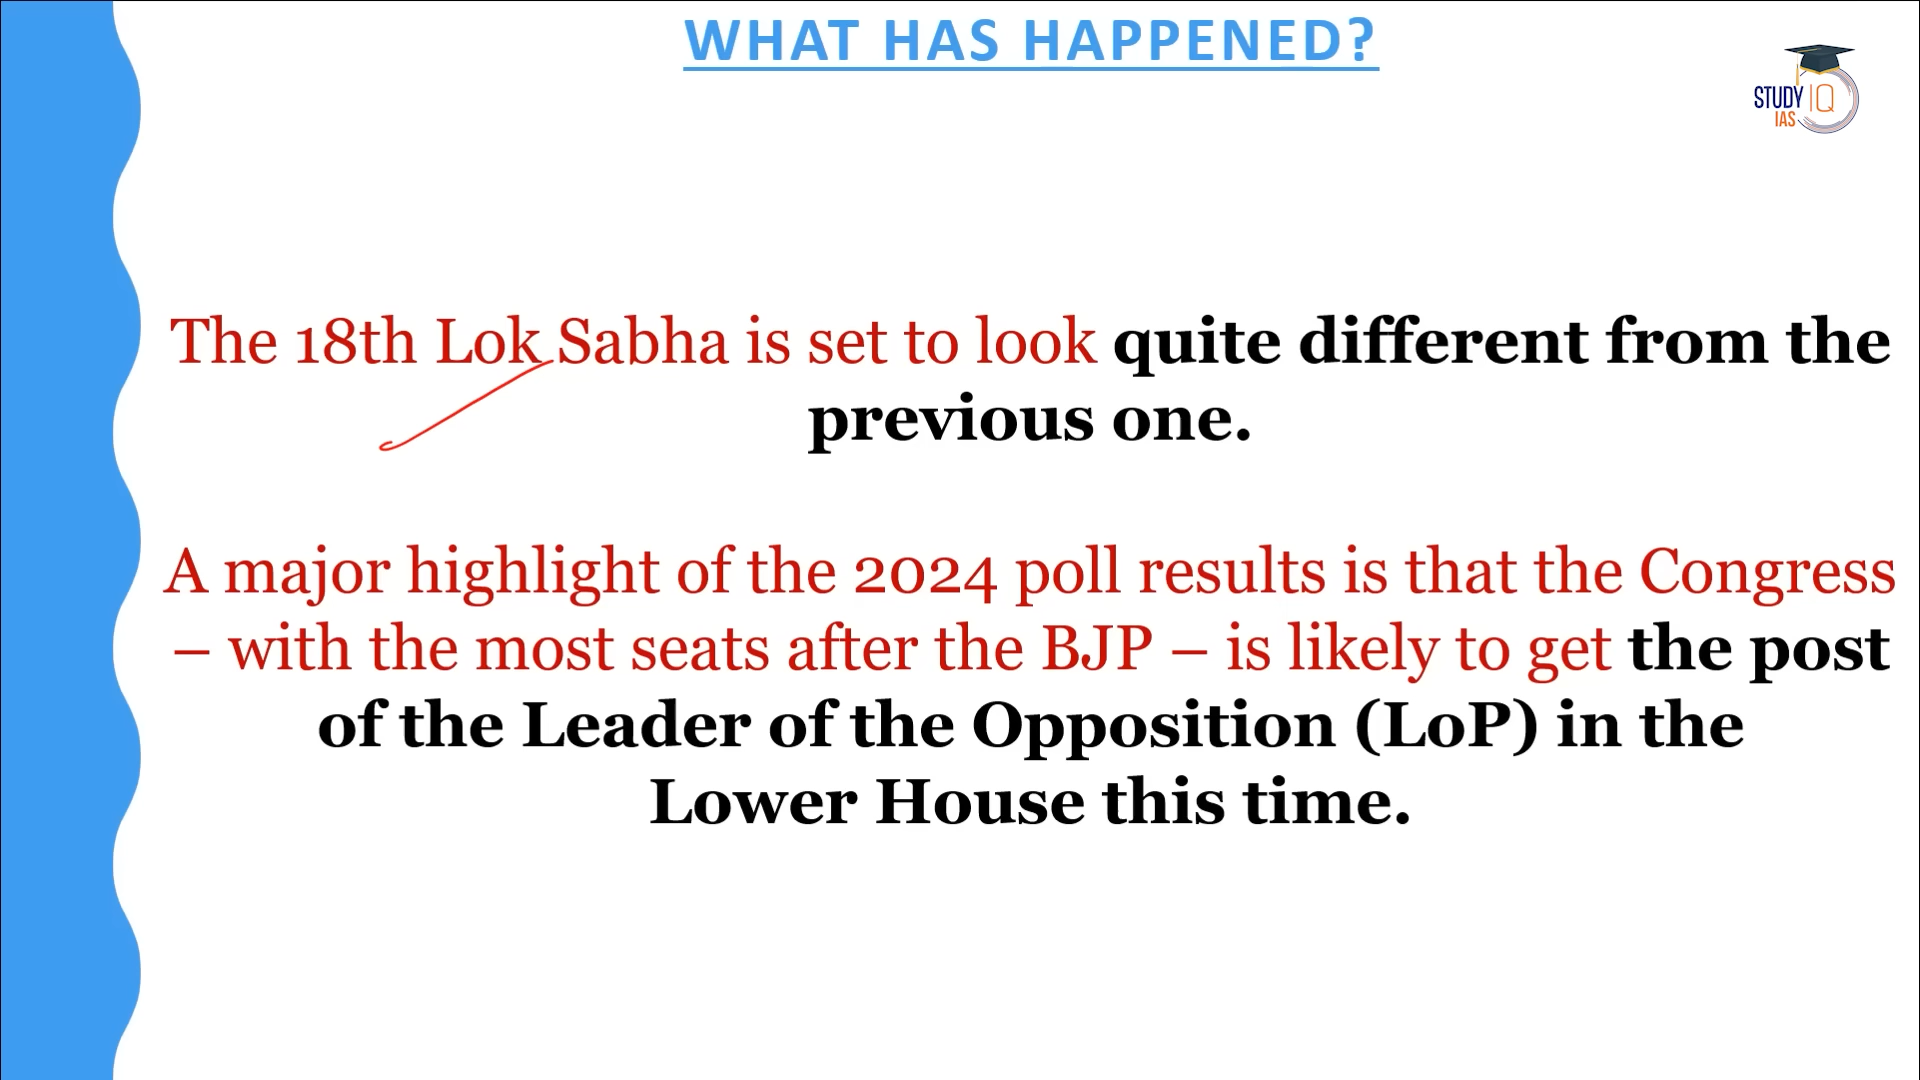 WHAT HAS HAPPENED?
STUDY IQ
IAS
The 18th Lok Sabha is set to look quite different from the
previous one.
A major highlight of the 2024 poll results is that the Congress
– with the most seats after the BJP – is likely to get the post
of the Leader of the Opposition (LoP) in the
Lower House this time.